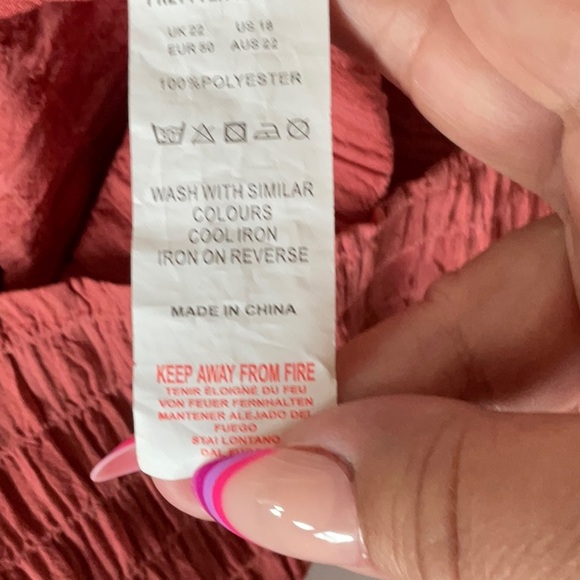 UK 22 US 18
EUR 50 AUS 22
100%POLYESTER
WASH WITH SIMILAR
COLOURS
COOL IRON
IRON ON REVERSE
MADE IN CHINA
KEEP AWAY FROM FIRE
TENIR ÉLOIGNÉ DU FEU
VON FEUER FERNHALTEN
MANTENER ALEJADO DEL
FUEGO
STAI LONTANO
DAL